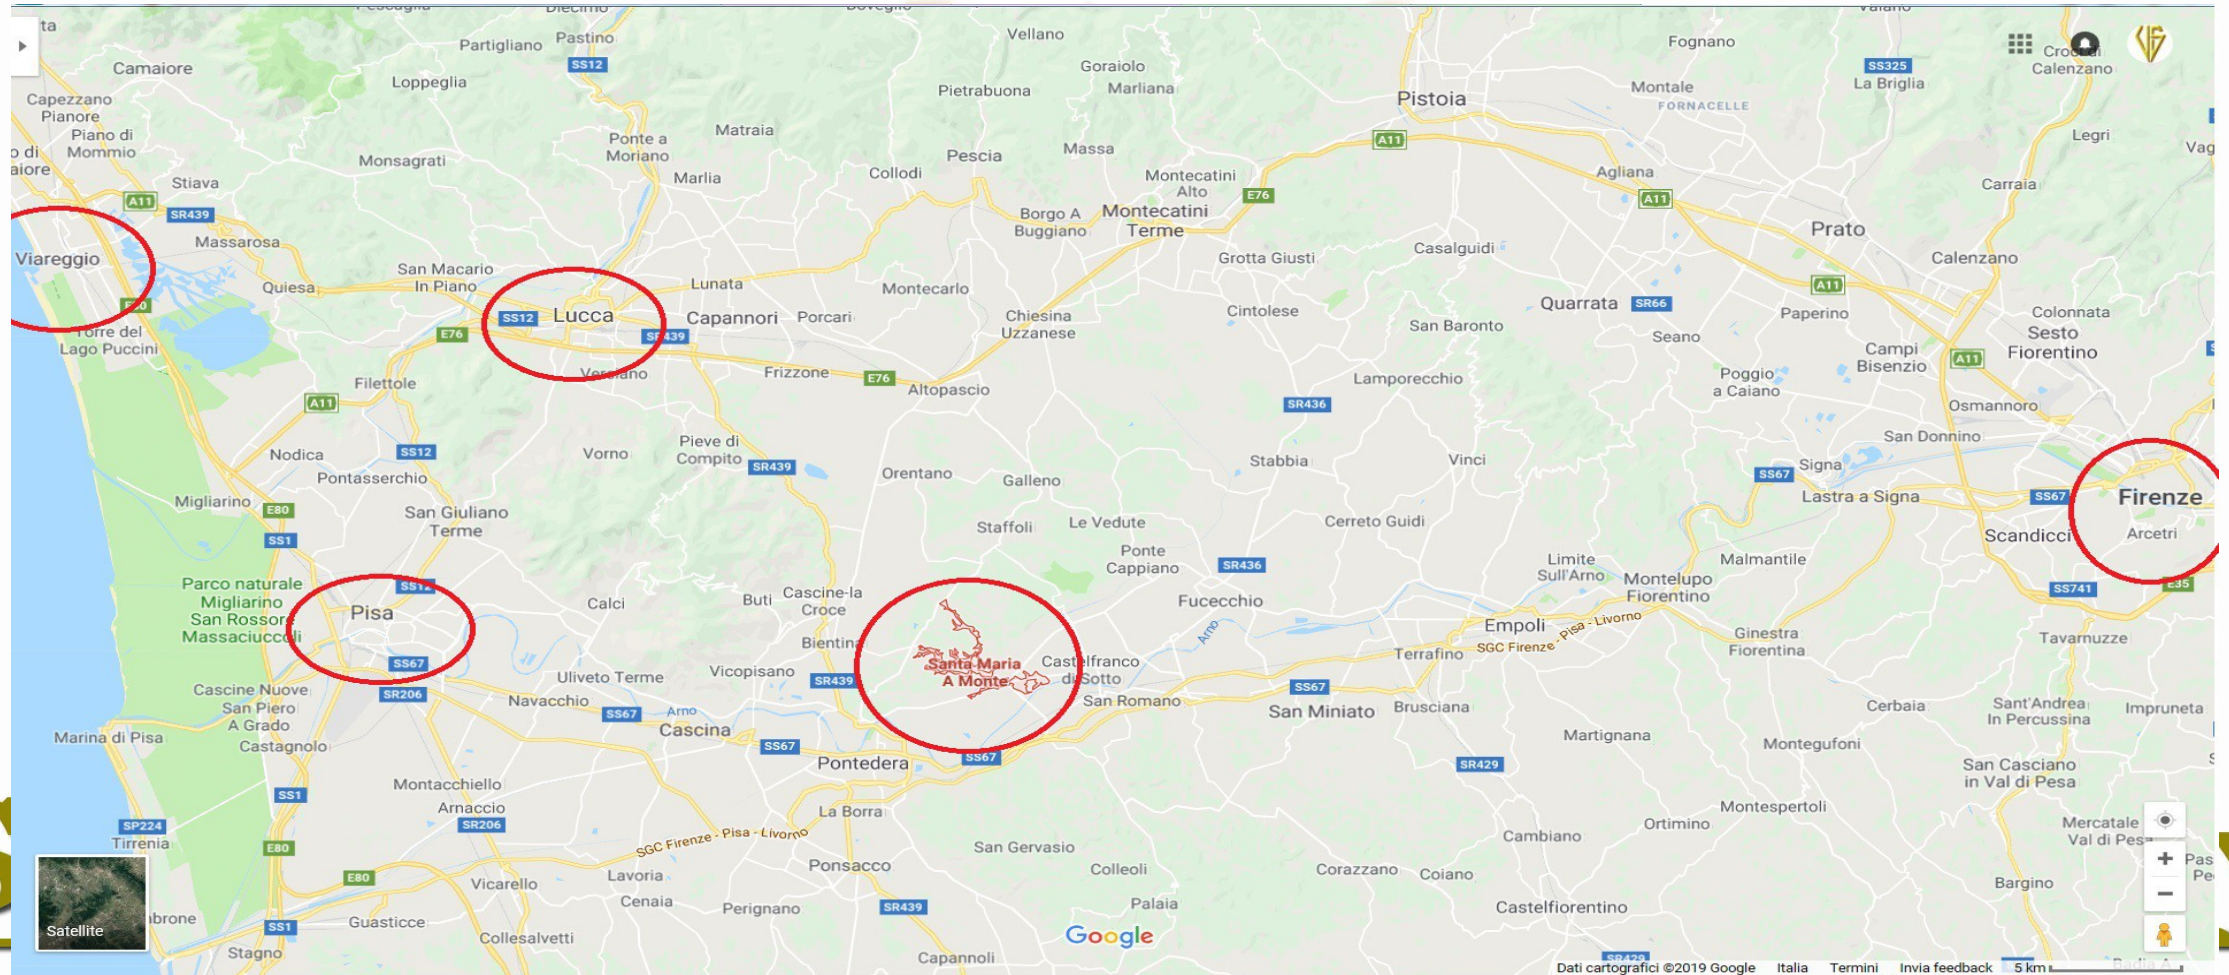 Diecimo
Vellano
Fognano
Partigliano
Pastino
SS12
Camaiore
Loppeglia
Goraiolo
Marliana
Pietrabuona
Pistoia
Montale
FORNACELLE
SS325
La Briglia
Croci di
Calenzano
Capezzano
Pianore
Piano di
Mommio
Monsagrati
Ponte a
Moriano
Matraia
Marlia
Collodi
Pescia
Massa
A11
Legri
Stiava
A11
SR439
Montecatini
Alto
E76
Agliana
A11
Carraia
Massarosa
Borgo A
Buggiano
Montecatini
Terme
Casalguidi
Prato
Viareggio
San Macario
In Piano
Quiesa
Lunata
Montecarlo
Grotta Giusti
Calenzano
A11
SS12
Lucca
SR439
Capannori
Porcari
Chiesina
Uzzanese
Cintolese
San Baronto
Quarrata
SR66
Paperino
Colonnata
Sesto
Fiorentino
Torre del
Lago Puccini
E76
Seano
Campi
Bisenzio
A11
Filettole
Frizzone
E76
Altopascio
Lamporecchio
Poggio
a Caiano
A11
SR436
Osmannoro
Nodica
SS12
Vorno
Pieve di
Compito
SR439
Orentano
Galleno
Stabbia
Vinci
San Donnino
Signa
SS67
Pontasserchio
Lastra a Signa
SS67
Firenze
Arcetri
Migliarino
E80
San Giuliano
Terme
Staffoli
Le Vedute
Cerreto Guidi
Scandicci
SS1
Ponte
Cappiano
SR436
Limite
Sull'Arno
Montelupo
Fiorentino
Malmantile
SS741
E35
Parco naturale
Migliarino
San Rossore
Massaciuccoli
SS12
Pisa
Calci
Buti
Cascine-la
Croce
Fucecchio
Arno
Empoli
SGC Firenze - Pisa - Livorno
Ginestra
Fiorentina
Tavarnuzze
Bientina
Santa Maria
A Monte
Castelfranco
di Sotto
Terrafino
SS67
SR206
Uliveto Terme
Vicopisano
SR439
San Romano
SS67
San Miniato
Brusciana
Cascine Nuove
San Piero
A Grado
Castagnolo
Navacchio
SS67
Arno
Cascina
SS67
Pontedera
SS67
Cerbaia
Sant'Andrea
In Percussina
Impruneta
Marina di Pisa
Martignana
Montegufoni
SR429
San Casciano
in Val di Pesa
Montacchiello
SS1
Arnaccio
SR206
La Borra
Montespertoli
SP224
Tirrenia
SGC Firenze - Pisa - Livorno
Cambiano
Ortimino
Mercatale
Val di Pesa
E80
San Gervasio
E80
Vicarello
Lavoria
Ponsacco
Colleoli
Corazzano
Coiano
Bargino
Cenaia
Perignano
SR439
Palaia
Castelfiorentino
Satellite
SS1
Guasticce
Collesalvetti
Google
Stagno
Capannoli
SR429
Dati cartografici ©2019 Google
Italia
Termini
Invia feedback
5 km